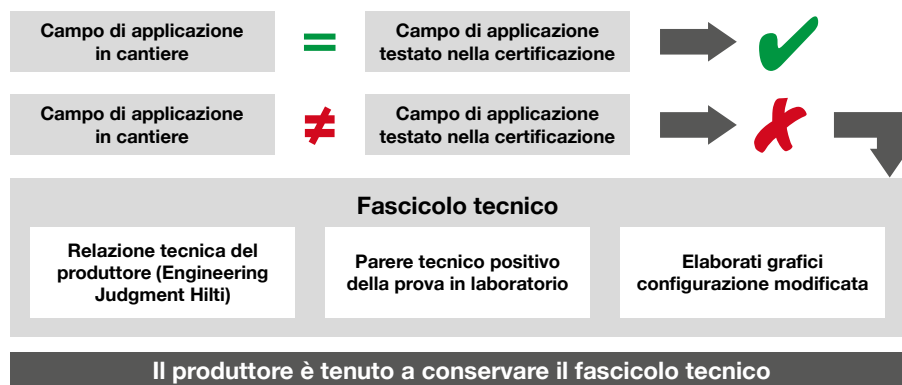 Campo di applicazione
in cantiere
=
Campo di applicazione
testato nella certificazione
Campo di applicazione
in cantiere
≠
Campo di applicazione
testato nella certificazione
Fascicolo tecnico
Relazione tecnica del
produttore (Engineering
Judgment Hilti)
Parere tecnico positivo
della prova in laboratorio
Elaborati grafici
configurazione modificata
Il produttore è tenuto a conservare il fascicolo tecnico